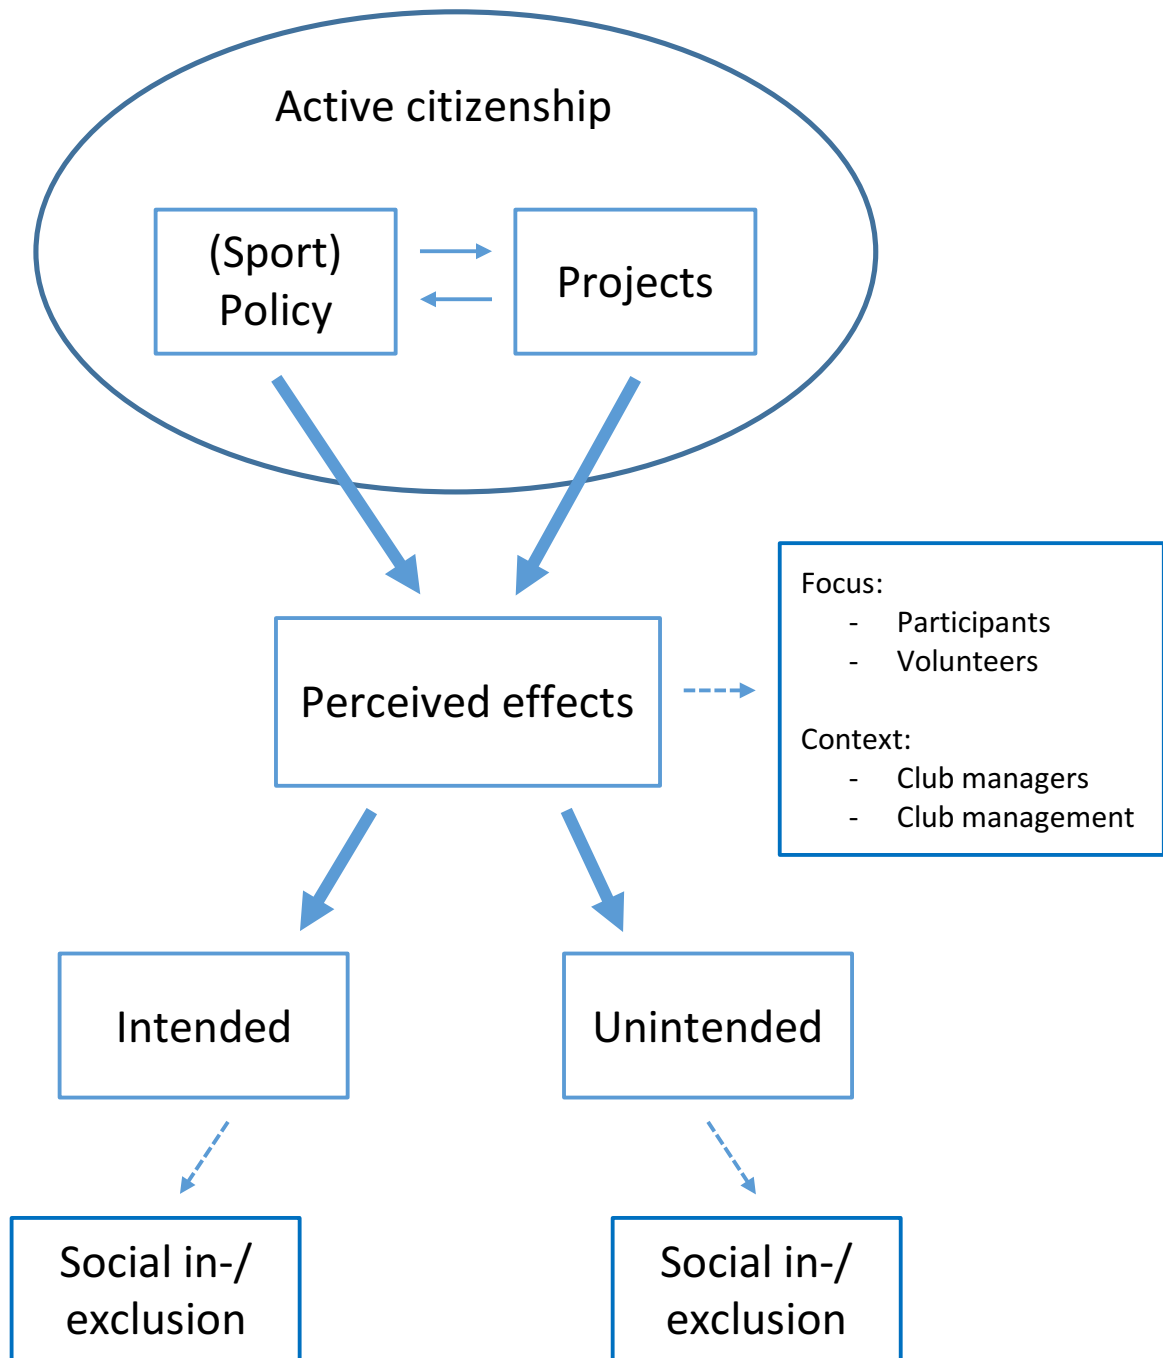 Active citizenship
(Sport)
Policy
Projects
Perceived effects
Focus:
- Participants
- Volunteers
Context:
- Club managers
- Club management
Intended
Unintended
Social in-/
exclusion
Social in-/
exclusion